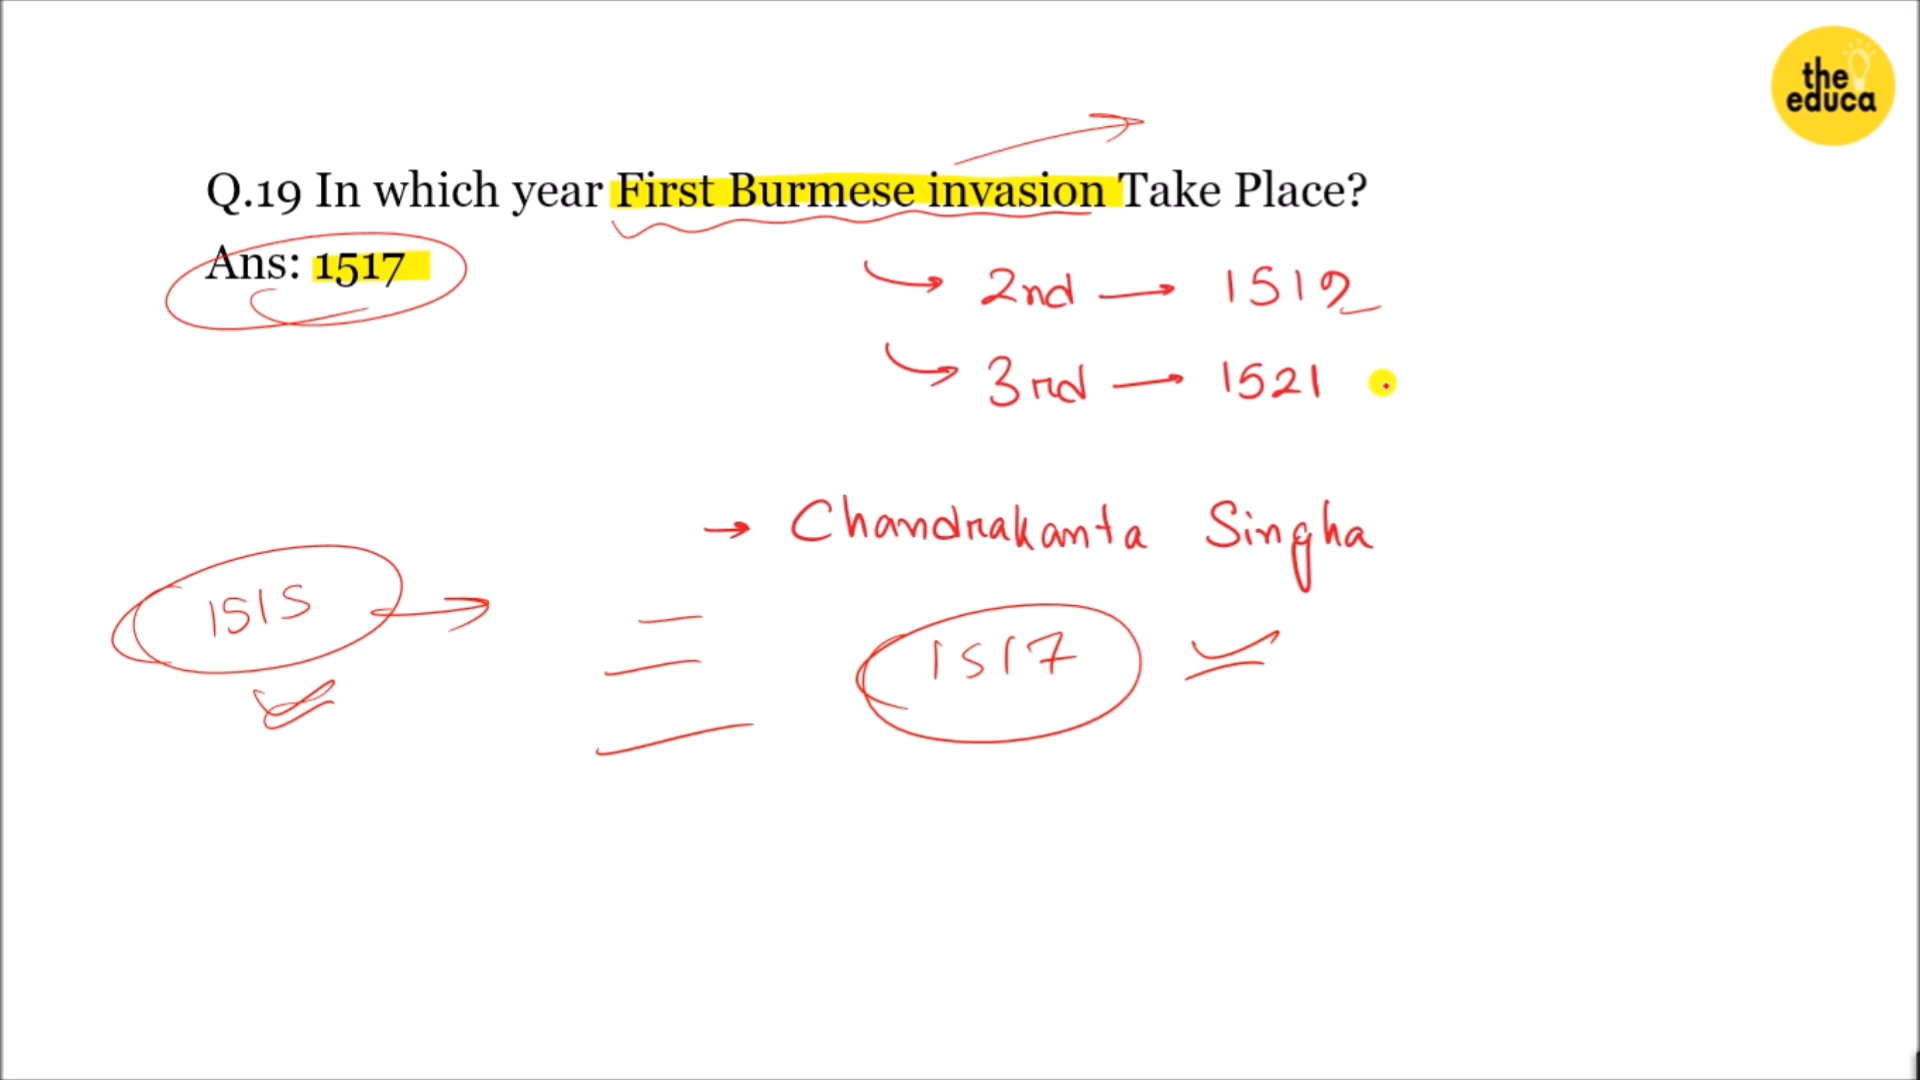 the
educa
Q.19 In which year First Burmese invasion Take Place?
Ans: 1517
2nd → 1519
3rd → 1521
→ Chandrakanta Singha
1515 →
1517